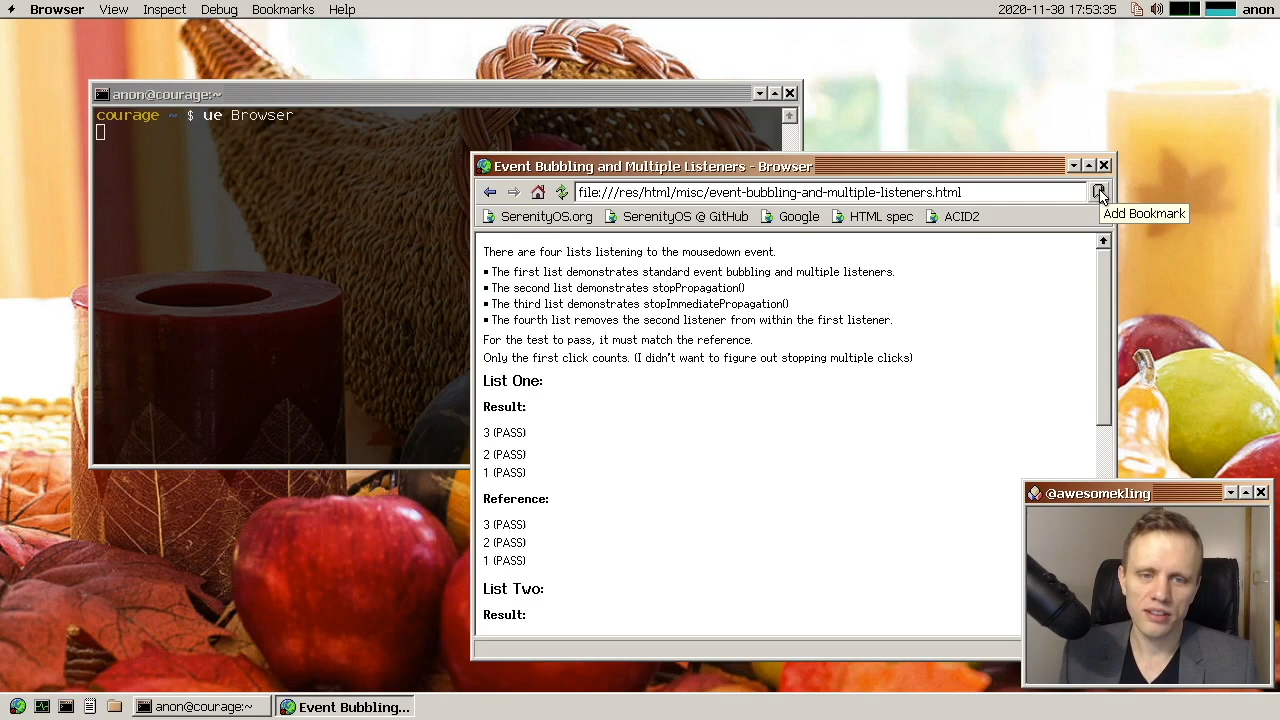 Browser View Inspect Debug Bookmarks Help 2020-11-30 17:53:35 anon
anon@courage:~
courage ~ $ ue Browser
Event Bubbling and Multiple Listeners - Browser
file:///res/html/misc/event-bubbling-and-multiple-listeners.html
Add Bookmark
SerenityOS.org SerenityOS @ GitHub Google HTML spec ACID2
There are four lists listening to the mousedown event.
▪ The first list demonstrates standard event bubbling and multiple listeners.
▪ The second list demonstrates stopPropagation()
▪ The third list demonstrates stopImmediatePropagation()
▪ The fourth list removes the second listener from within the first listener.
For the test to pass, it must match the reference.
Only the first click counts. (I didn't want to figure out stopping multiple clicks)
List One:
Result:
3 (PASS)
2 (PASS)
1 (PASS)
Reference:
3 (PASS)
2 (PASS)
1 (PASS)
List Two:
Result:
@awesomekling
anon@courage:~ Event Bubbling...